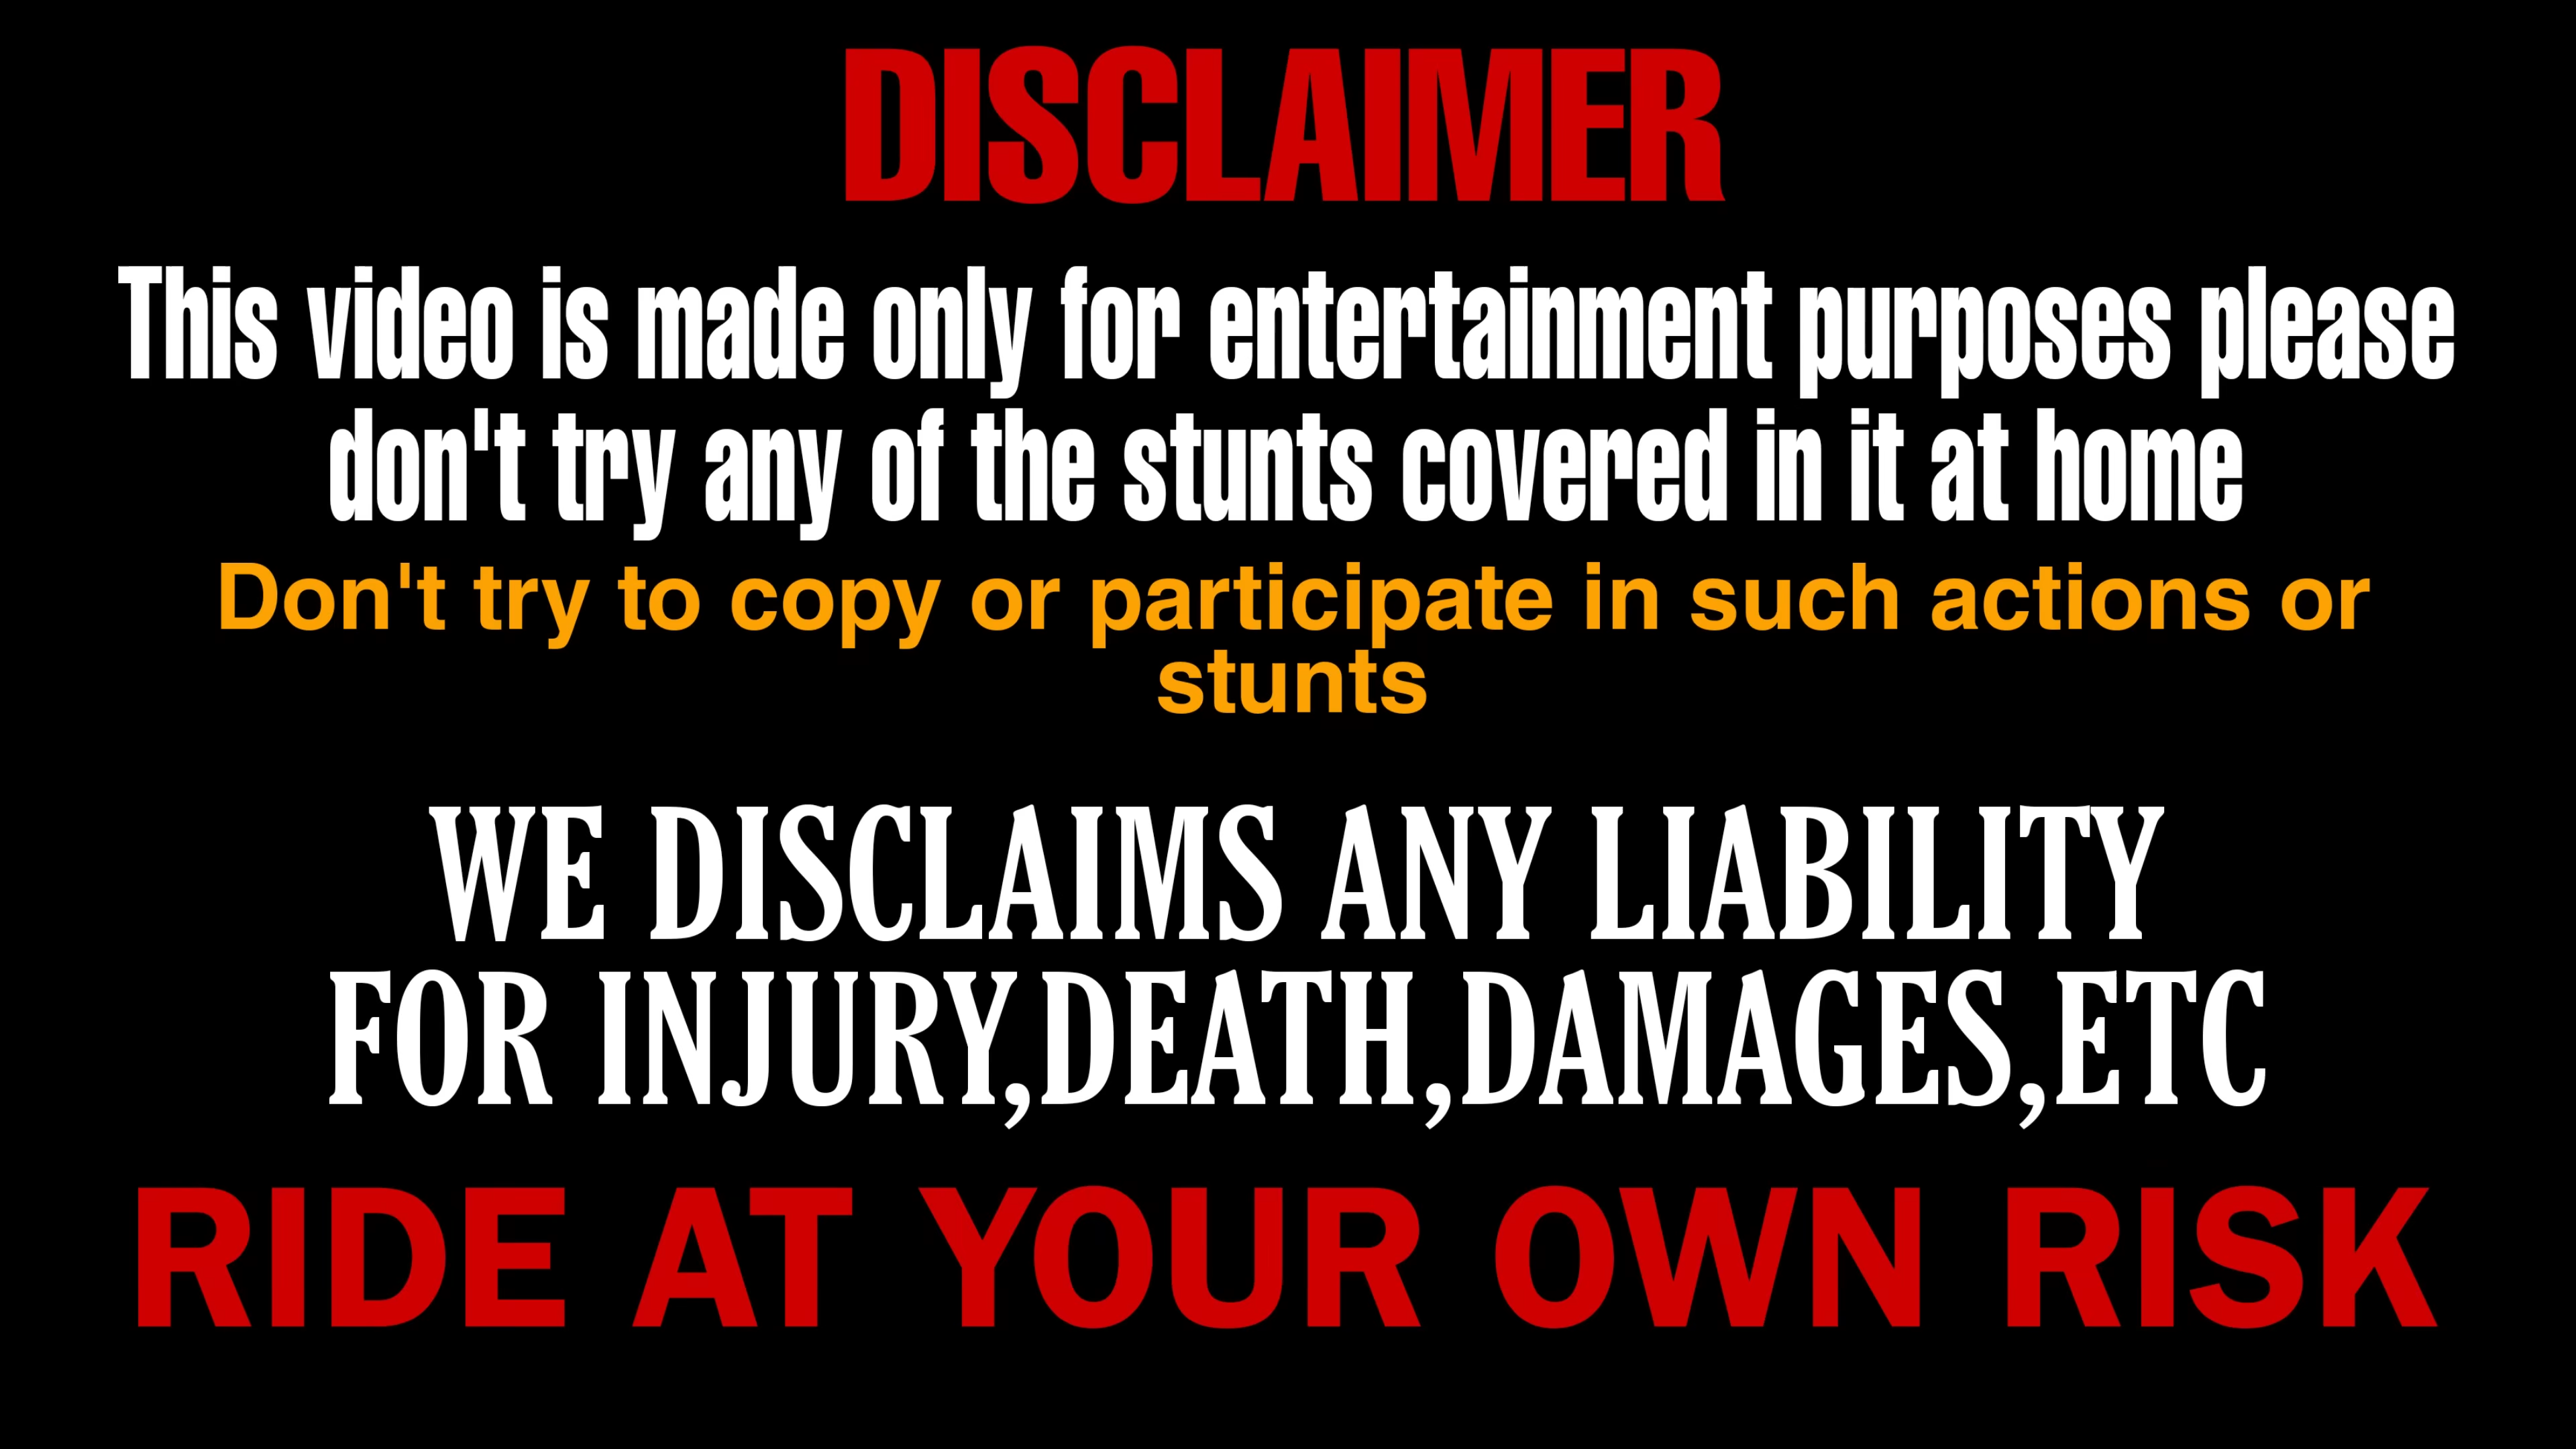 DISCLAIMER
This video is made only for entertainment purposes please
don't try any of the stunts covered in it at home
Don't try to copy or participate in such actions or
stunts
WE DISCLAIMS ANY LIABILITY
FOR INJURY,DEATH,DAMAGES,ETC
RIDE AT YOUR OWN RISK